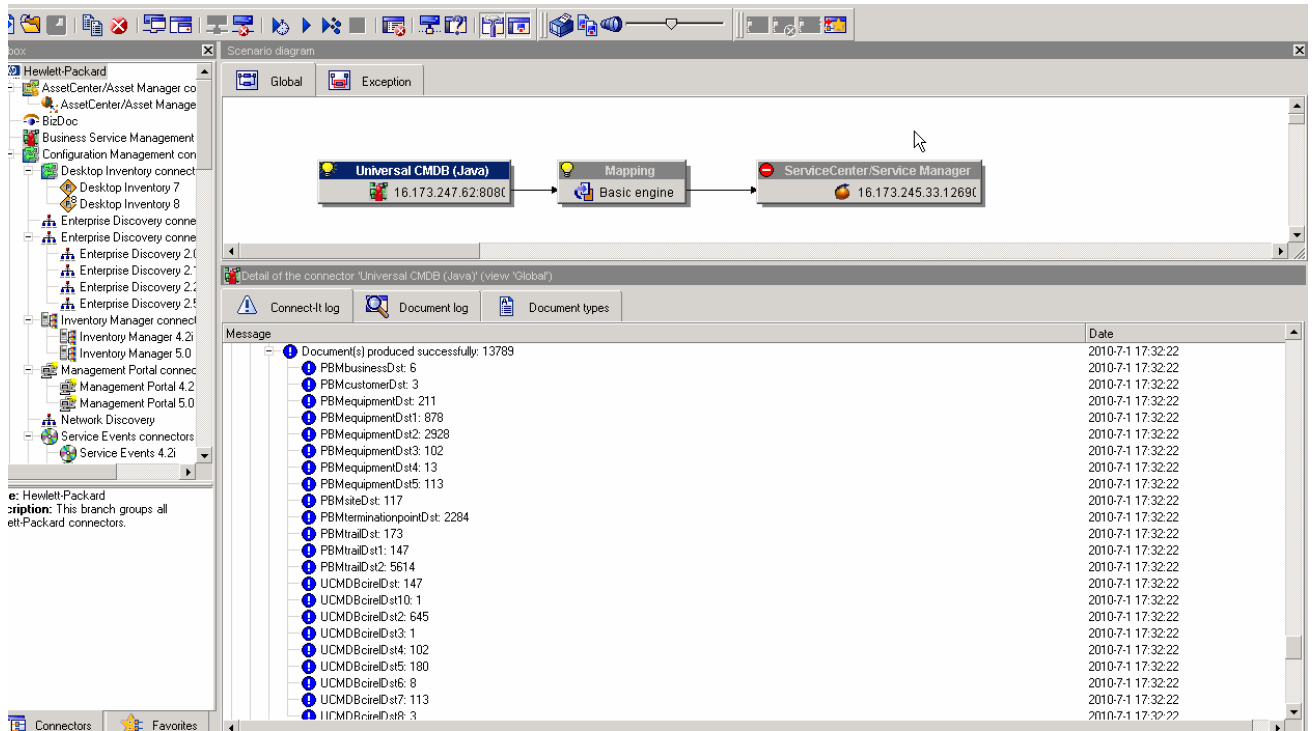 box
Scenario diagram
Hewlett-Packard
AssetCenter/Asset Manager co
AssetCenter/Asset Manage
BizDoc
Business Service Management
Configuration Management con
Desktop Inventory connect
Desktop Inventory 7
Desktop Inventory 8
Enterprise Discovery conne
Enterprise Discovery conne
Enterprise Discovery 2.0
Enterprise Discovery 2.1
Enterprise Discovery 2.2
Enterprise Discovery 2.5
Inventory Manager connect
Inventory Manager 4.2i
Inventory Manager 5.0
Management Portal connec
Management Portal 4.2
Management Portal 5.0
Network Discovery
Service Events connectors
Service Events 4.2i
e: Hewlett-Packard
cription: This branch groups all
ett-Packard connectors.
Connectors
Favorites
Global
Exception
Universal CMDB (Java)
16.173.247.62:8080
Mapping
Basic engine
ServiceCenter/Service Manager
16.173.245.33.12690
Detail of the connector 'Universal CMDB (Java)' (view 'Global')
Connect-It log
Document log
Document types
Message Date
Document(s) produced successfully: 13789 2010-7-1 17:32:22
PBMbusinessDst: 6 2010-7-1 17:32:22
PBMcustomerDst: 3 2010-7-1 17:32:22
PBMequipmentDst: 211 2010-7-1 17:32:22
PBMequipmentDst1: 878 2010-7-1 17:32:22
PBMequipmentDst2: 2928 2010-7-1 17:32:22
PBMequipmentDst3: 102 2010-7-1 17:32:22
PBMequipmentDst4: 13 2010-7-1 17:32:22
PBMequipmentDst5: 113 2010-7-1 17:32:22
PBMsiteDst: 117 2010-7-1 17:32:22
PBMterminationpointDst: 2284 2010-7-1 17:32:22
PBMtrailDst: 173 2010-7-1 17:32:22
PBMtrailDst1: 147 2010-7-1 17:32:22
PBMtrailDst2: 5614 2010-7-1 17:32:22
UCMDBcirelDst: 147 2010-7-1 17:32:22
UCMDBcirelDst10: 1 2010-7-1 17:32:22
UCMDBcirelDst2: 645 2010-7-1 17:32:22
UCMDBcirelDst3: 1 2010-7-1 17:32:22
UCMDBcirelDst4: 102 2010-7-1 17:32:22
UCMDBcirelDst5: 180 2010-7-1 17:32:22
UCMDBcirelDst6: 8 2010-7-1 17:32:22
UCMDBcirelDst7: 113 2010-7-1 17:32:22
UCMDBcirelDst8: 3 2010-7-1 17:32:22